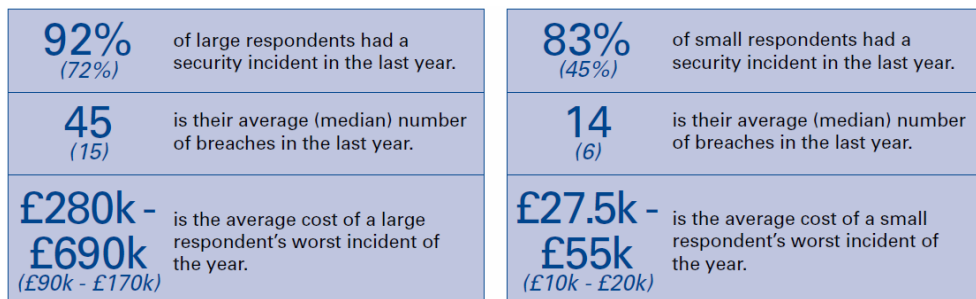 92%
(72%)
of large respondents had a
security incident in the last year.
45
(15)
is their average (median) number
of breaches in the last year.
£280k -
£690k
(£90k - £170k)
is the average cost of a large
respondent's worst incident of
the year.
83%
(45%)
of small respondents had a
security incident in the last year.
14
(6)
is their average (median) number
of breaches in the last year.
£27.5k -
£55k
(£10k - £20k)
is the average cost of a small
respondent's worst incident of
the year.